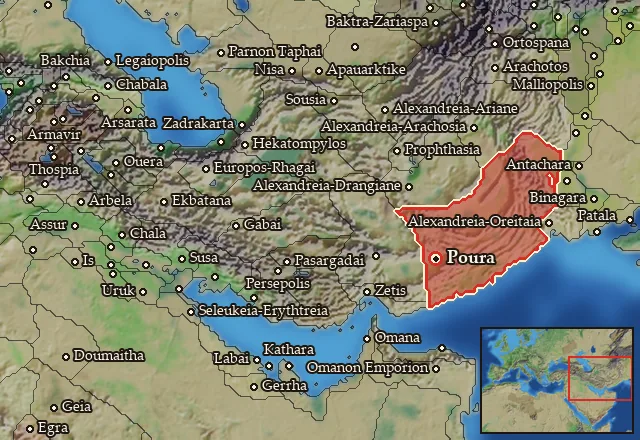 Baktra-Zariaspa
Ortospana
Parnon Taphai
Bakchia
Legaiopolis
Nisa
Apauarktike
Arachotos
Chabala
Malliopolis
Sousia
Alexandreia-Ariane
Arsarata
Zadrakarta
Alexandreia-Arachosia
Armavir
Hekatompylos
Prophthasia
Ouera
Thospia
Europos-Rhagai
Antachara
Alexandreia-Drangiane
Arbela
Ekbatana
Binagara
Patala
Assur
Gabai
Alexandreia-Oreitaia
Chala
Is
Susa
Pasargadai
Poura
Persepolis
Uruk
Zetis
Seleukeia-Erythtreia
Omana
Kathara
Doumaitha
Labai
Omanon Emporion
Gerrha
Geia
Egra